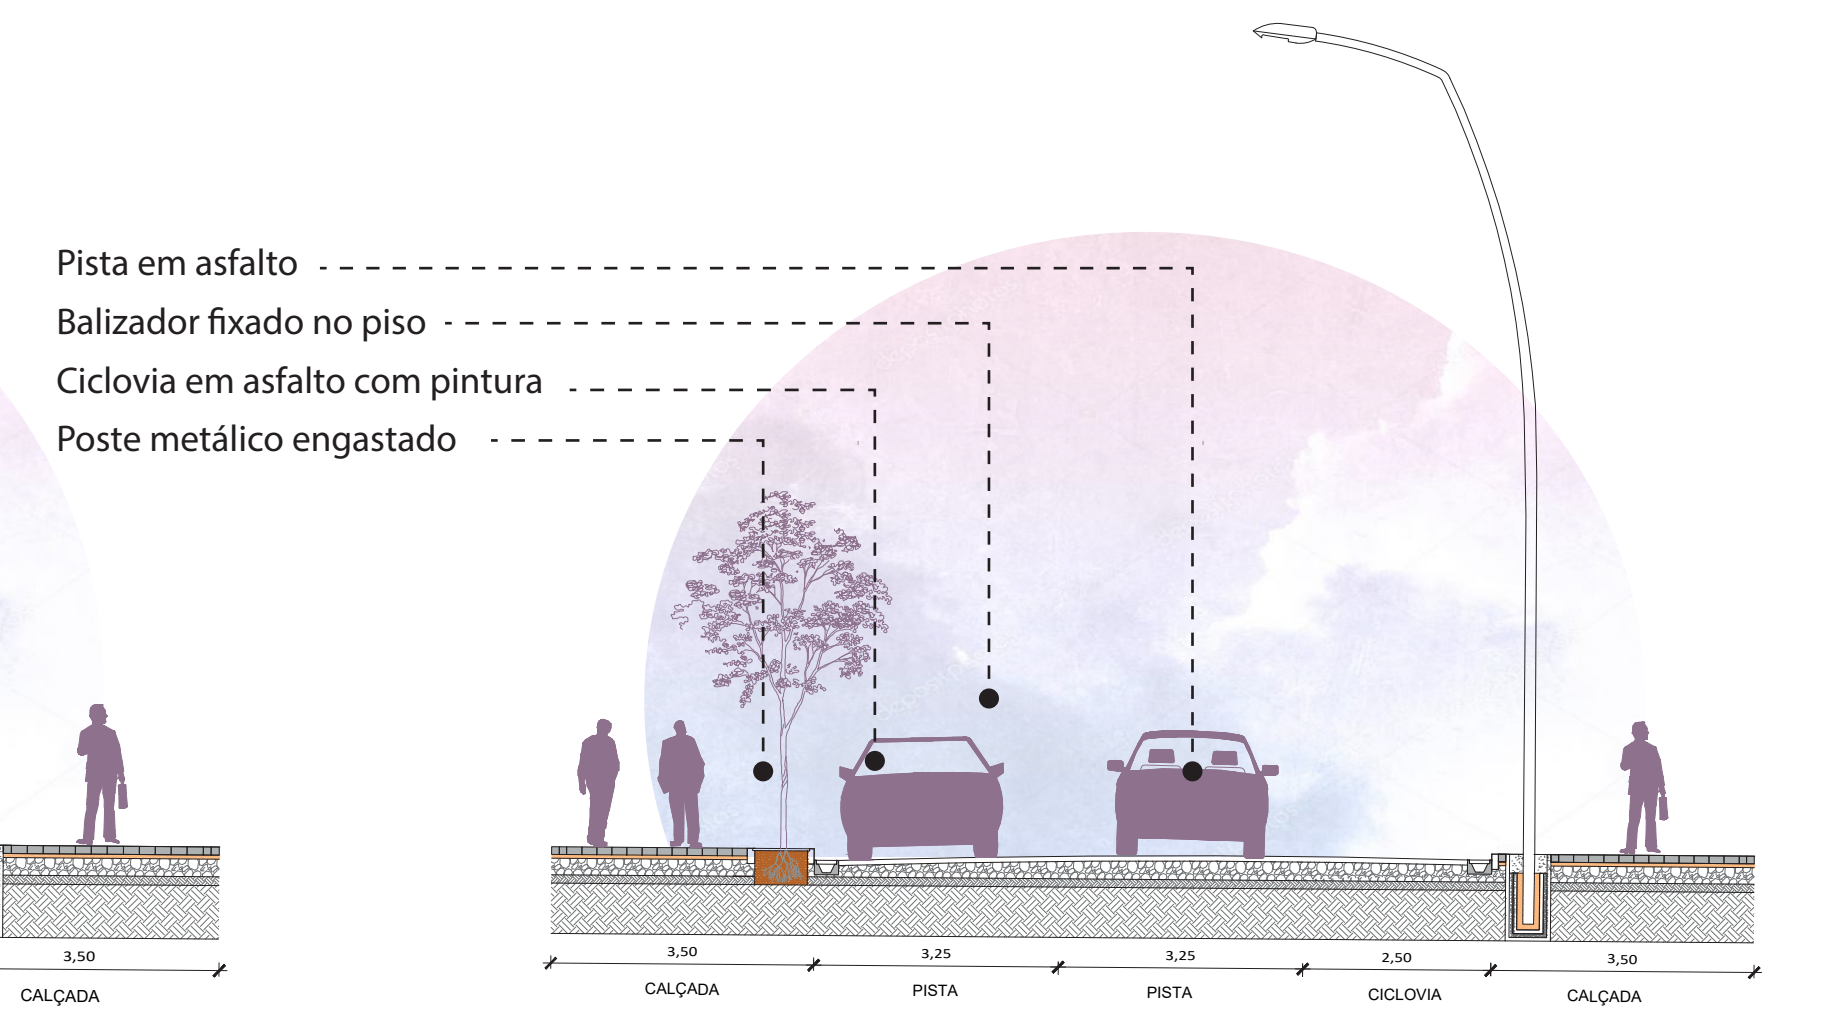 Pista em asfalto
Balizador fixado no piso
Ciclovia em asfalto com pintura
Poste metálico engastado
3,50
3,50
3,25
3,25
2,50
3,50
CALÇADA
CALÇADA
PISTA
PISTA
CICLOVIA
CALÇADA